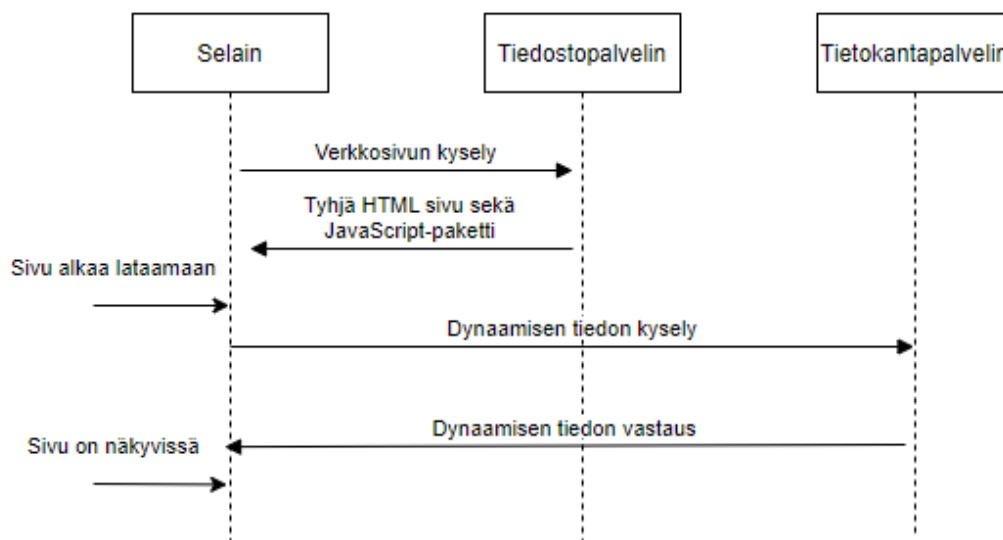 Selain
Tiedostopalvelin
Tietokantapalvelin
Verkkosivun kysely
Tyhjä HTML sivu sekä
JavaScript-paketti
Sivu alkaa lataamaan
Dynaamisen tiedon kysely
Dynaamisen tiedon vastaus
Sivu on näkyvissä